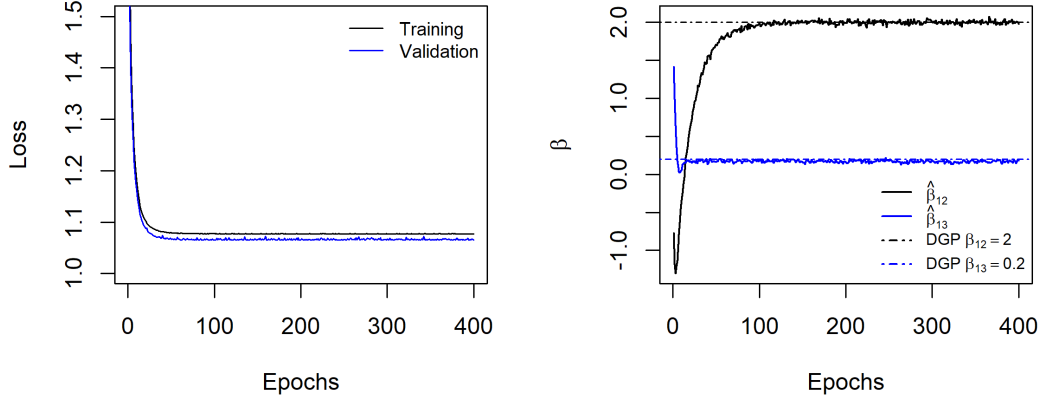 1.5
1.4
1.3
1.2
1.1
1.0
Loss
Training
Validation
0 100 200 300 400
Epochs
2.0
1.0
0.0
-1.0
β
β̂₁₂
β̂₁₃
DGP β₁₂ = 2
DGP β₁₃ = 0.2
0 100 200 300 400
Epochs